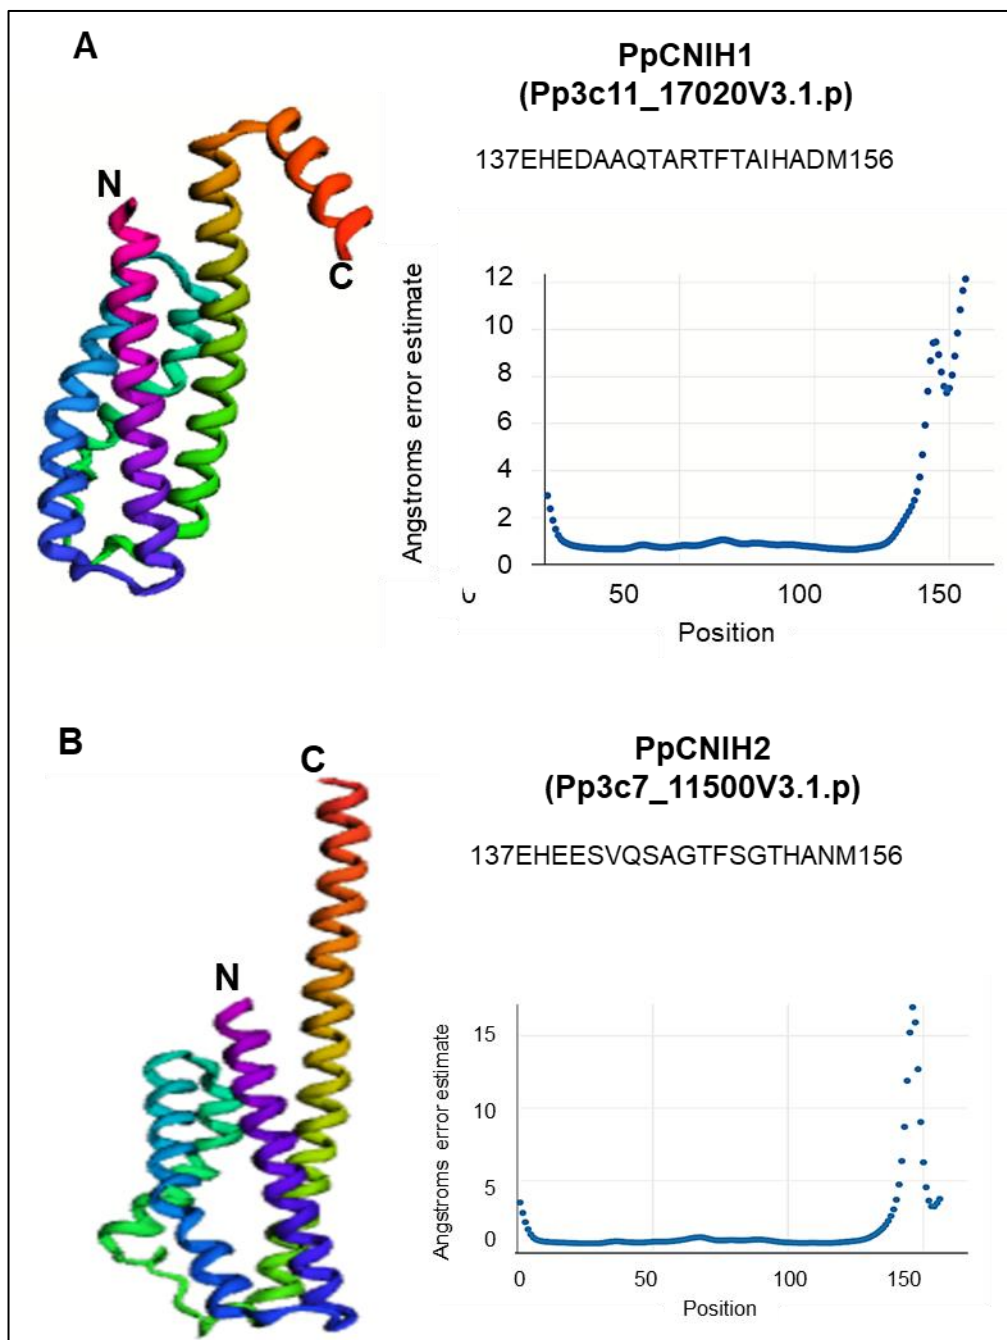 A
PpCNIH1
(Pp3c11_17020V3.1.p)
137EHEDAAQTARTFTAIHADM156
N
C
Angstroms error estimate
12
10
8
6
4
2
0
0 50 100 150
Position
B
PpCNIH2
(Pp3c7_11500V3.1.p)
137EHEESVQSAGTFSGTHANM156
C
N
Angstroms error estimate
15
10
5
0
0 50 100 150
Position